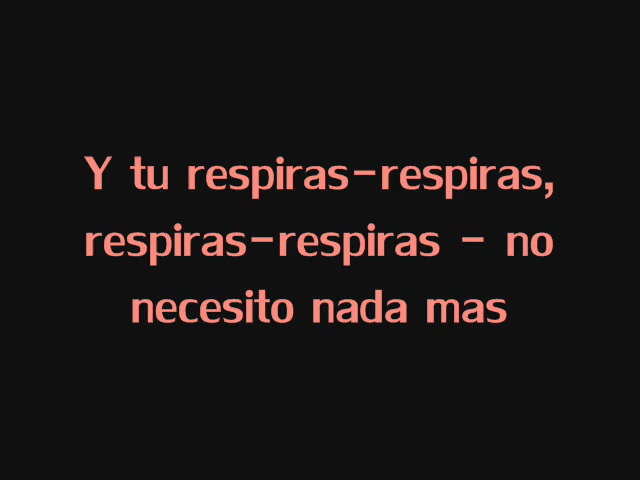 Y tu respiras-respiras,
respiras-respiras - no
necesito nada mas